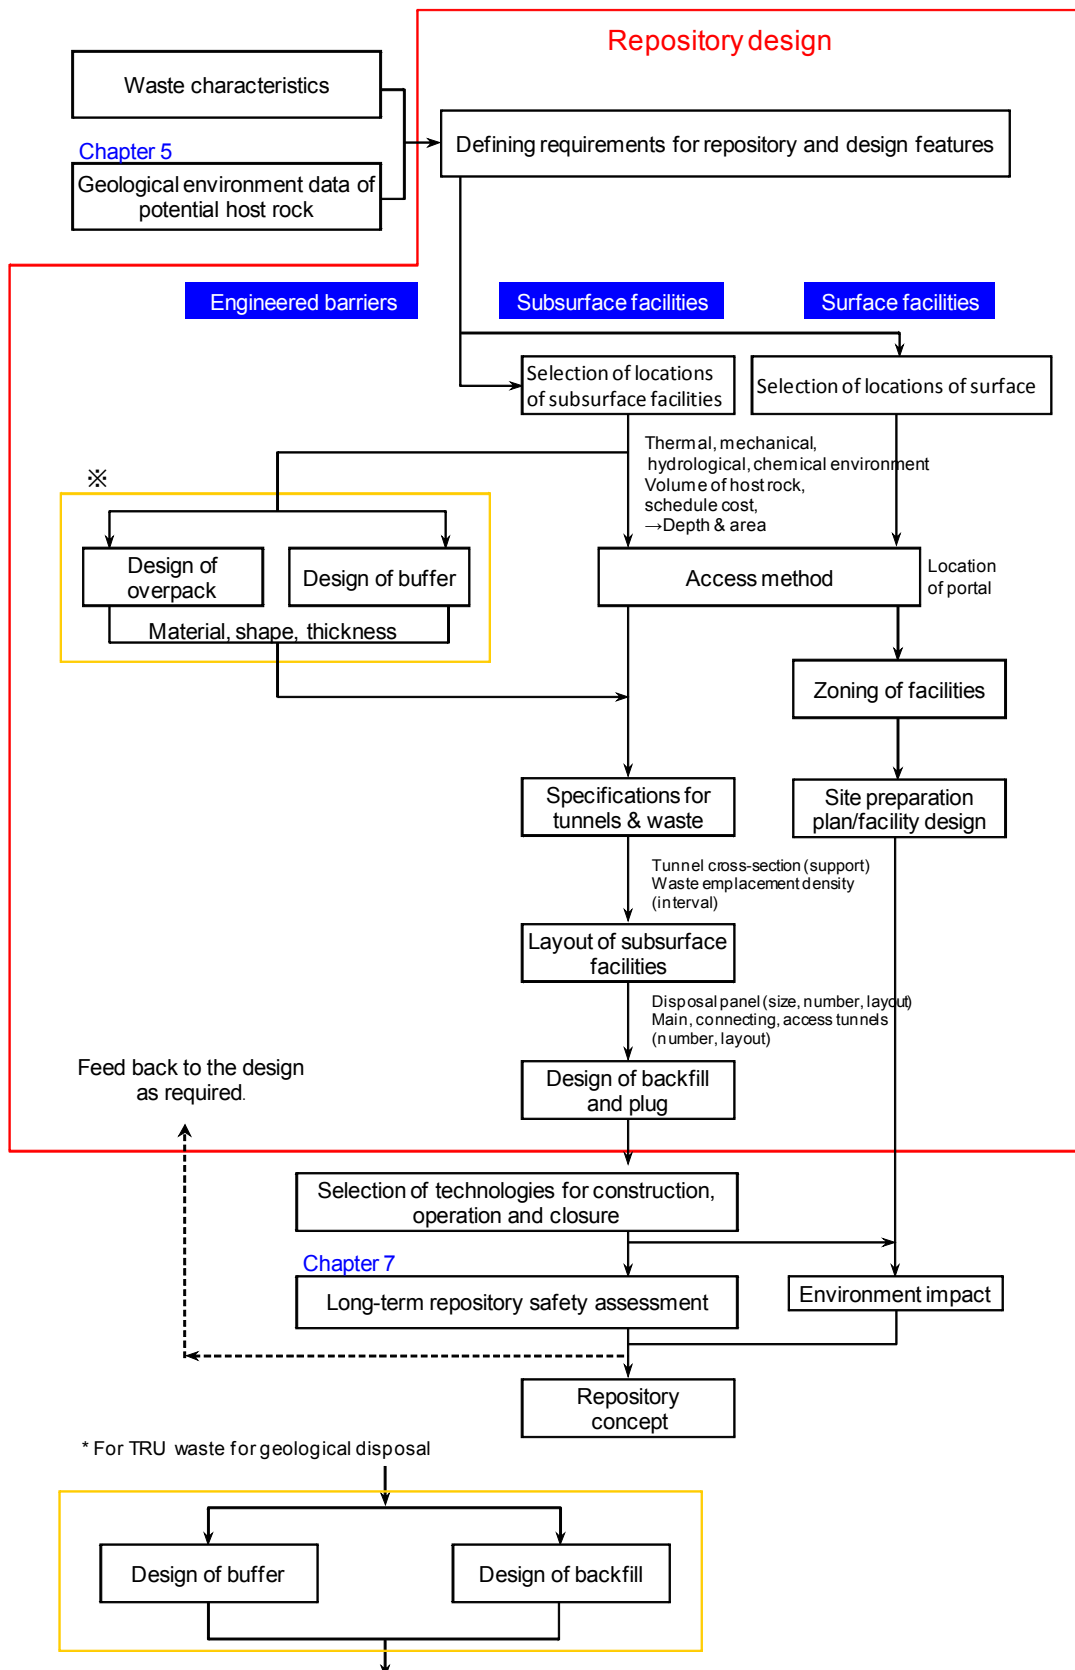 Repository design
Waste characteristics
Chapter 5
Geological environment data of
potential host rock
Defining requirements for repository and design features
Engineered barriers
Subsurface facilities
Surface facilities
Selection of locations
of subsurface facilities
Selection of locations of surface
Thermal, mechanical,
hydrological, chemical environment
Volume of host rock,
schedule cost,
→Depth & area
※
Design of
overpack
Design of buffer
Material, shape, thickness
Access method
Location
of portal
Zoning of facilities
Specifications for
tunnels & waste
Site preparation
plan/facility design
Tunnel cross-section (support)
Waste emplacement density
(interval)
Layout of subsurface
facilities
Disposal panel (size, number, layout)
Main, connecting, access tunnels
(number, layout)
Feed back to the design
as required.
Design of backfill
and plug
Selection of technologies for construction,
operation and closure
Chapter 7
Long-term repository safety assessment
Environment impact
Repository
concept
* For TRU waste for geological disposal
Design of buffer
Design of backfill